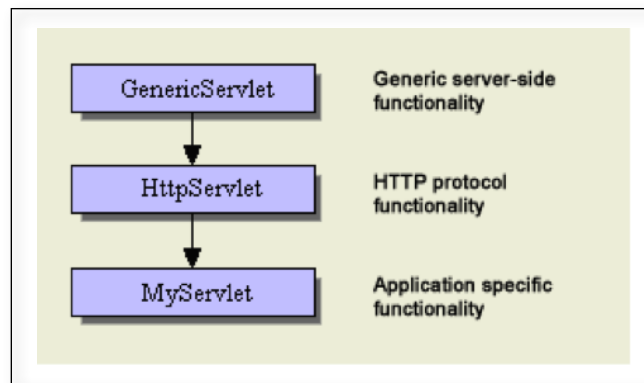 GenericServlet
Generic server-side
functionality
HttpServlet
HTTP protocol
functionality
MyServlet
Application specific
functionality